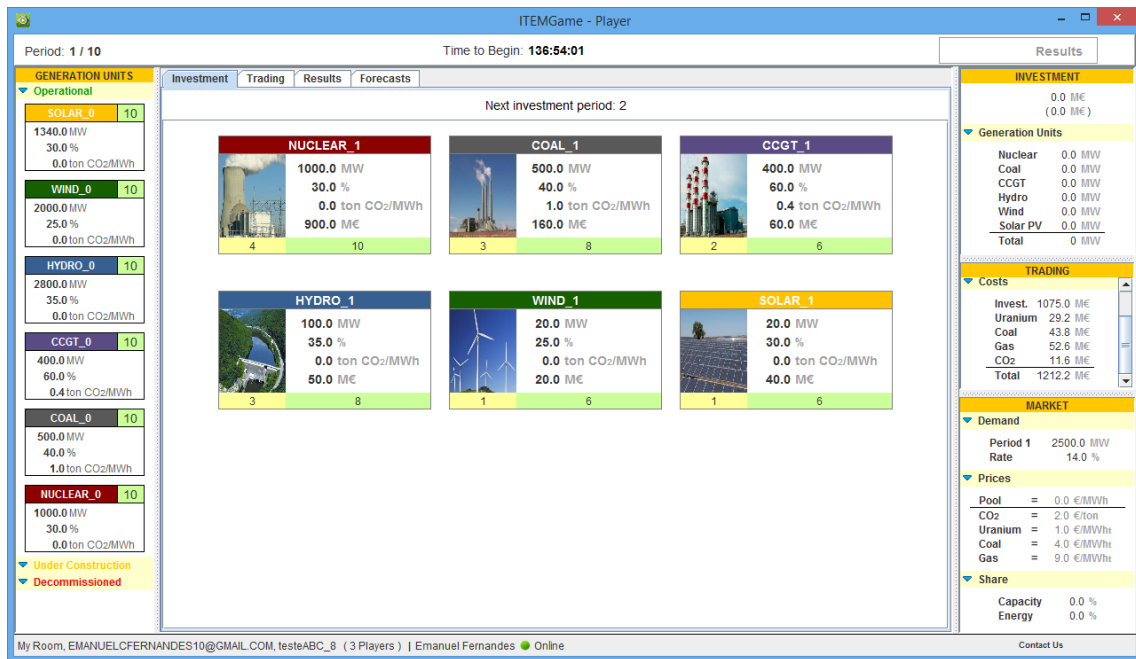 ITEMGame - Player
Period: 1 / 10
Time to Begin: 136:54:01
Results
GENERATION UNITS
Operational
SOLAR_0 10
1340.0 MW
30.0 %
0.0 ton CO2/MWh
WIND_0 10
2000.0 MW
25.0 %
0.0 ton CO2/MWh
HYDRO_0 10
2800.0 MW
35.0 %
0.0 ton CO2/MWh
CCGT_0 10
400.0 MW
60.0 %
0.4 ton CO2/MWh
COAL_0 10
500.0 MW
40.0 %
1.0 ton CO2/MWh
NUCLEAR_0 10
1000.0 MW
30.0 %
0.0 ton CO2/MWh
Under Construction
Decommissioned
Investment Trading Results Forecasts
Next investment period: 2
NUCLEAR_1
1000.0 MW
30.0 %
0.0 ton CO2/MWh
900.0 M€
4 10
COAL_1
500.0 MW
40.0 %
1.0 ton CO2/MWh
160.0 M€
3 8
CCGT_1
400.0 MW
60.0 %
0.4 ton CO2/MWh
60.0 M€
2 6
HYDRO_1
100.0 MW
35.0 %
0.0 ton CO2/MWh
50.0 M€
3 8
WIND_1
20.0 MW
25.0 %
0.0 ton CO2/MWh
20.0 M€
1 6
SOLAR_1
20.0 MW
30.0 %
0.0 ton CO2/MWh
40.0 M€
1 6
INVESTMENT
0.0 M€
( 0.0 M€ )
Generation Units
Nuclear 0.0 MW
Coal 0.0 MW
CCGT 0.0 MW
Hydro 0.0 MW
Wind 0.0 MW
Solar PV 0.0 MW
Total 0 MW
TRADING
Costs
Invest. 1075.0 M€
Uranium 29.2 M€
Coal 43.8 M€
Gas 52.6 M€
CO2 11.6 M€
Total 1212.2 M€
MARKET
Demand
Period 1 2500.0 MW
Rate 14.0 %
Prices
Pool = 0.0 €/MWh
CO2 = 2.0 €/ton
Uranium = 1.0 €/MWht
Coal = 4.0 €/MWht
Gas = 9.0 €/MWht
Share
Capacity 0.0 %
Energy 0.0 %
My Room, EMANUELCFERNANDES10@GMAIL.COM, testeABC_8 ( 3 Players ) | Emanuel Fernandes Online
Contact Us